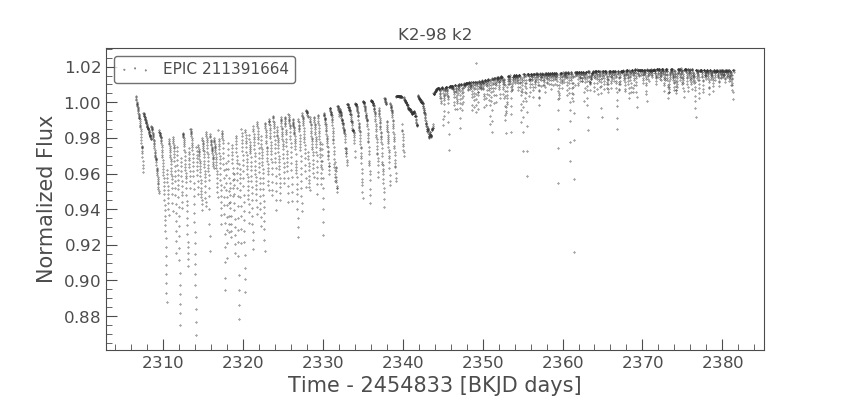 K2-98 k2
EPIC 211391664
Normalized Flux
1.02
1.00
0.98
0.96
0.94
0.92
0.90
0.88
2310 2320 2330 2340 2350 2360 2370 2380
Time - 2454833 [BKJD days]